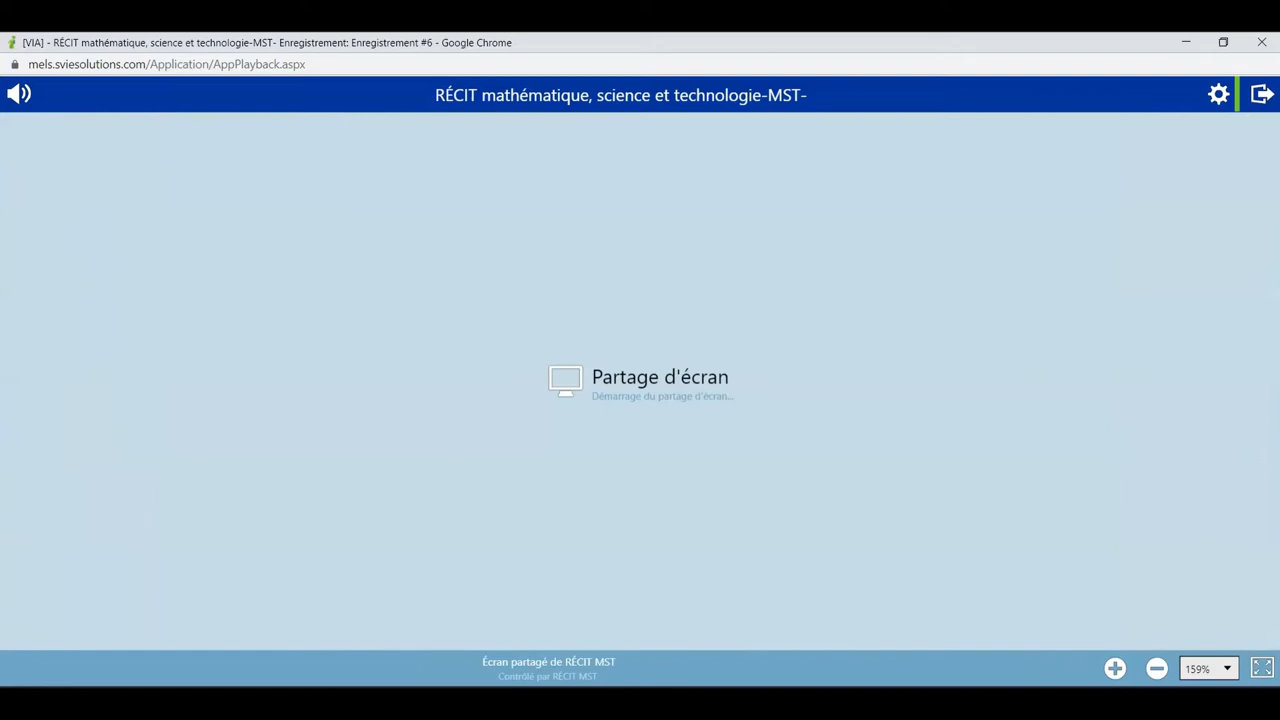 [VIA] - RÉCIT mathématique, science et technologie-MST- Enregistrement: Enregistrement #6 - Google Chrome
mels.sviesolutions.com/Application/AppPlayback.aspx
RÉCIT mathématique, science et technologie-MST-
Partage d'écran
Démarrage du partage d'écran...
Écran partagé de RÉCIT MST
Contrôlé par RÉCIT MST
159%